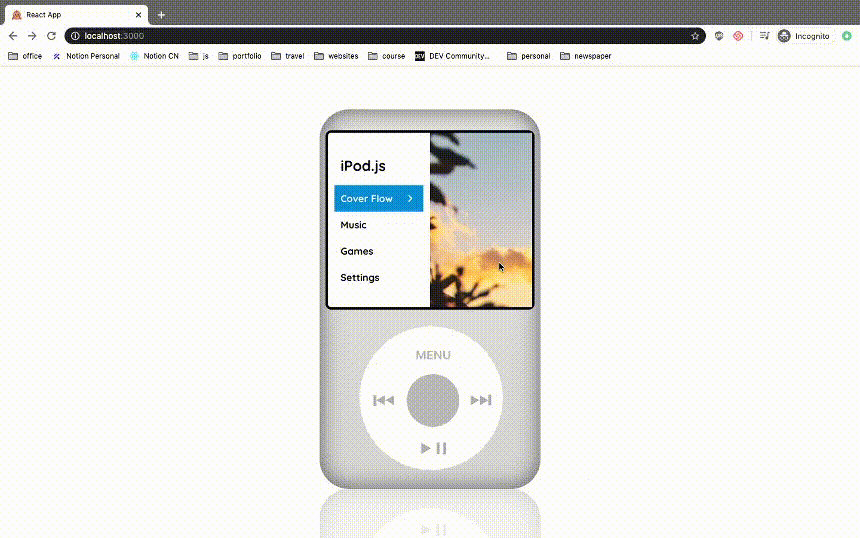 React App
localhost:3000
Incognito
office
Notion Personal
Notion CN
js
portfolio
travel
websites
course
DEV
DEV Community...
personal
newspaper
iPod.js
Cover Flow
Music
Games
Settings
MENU